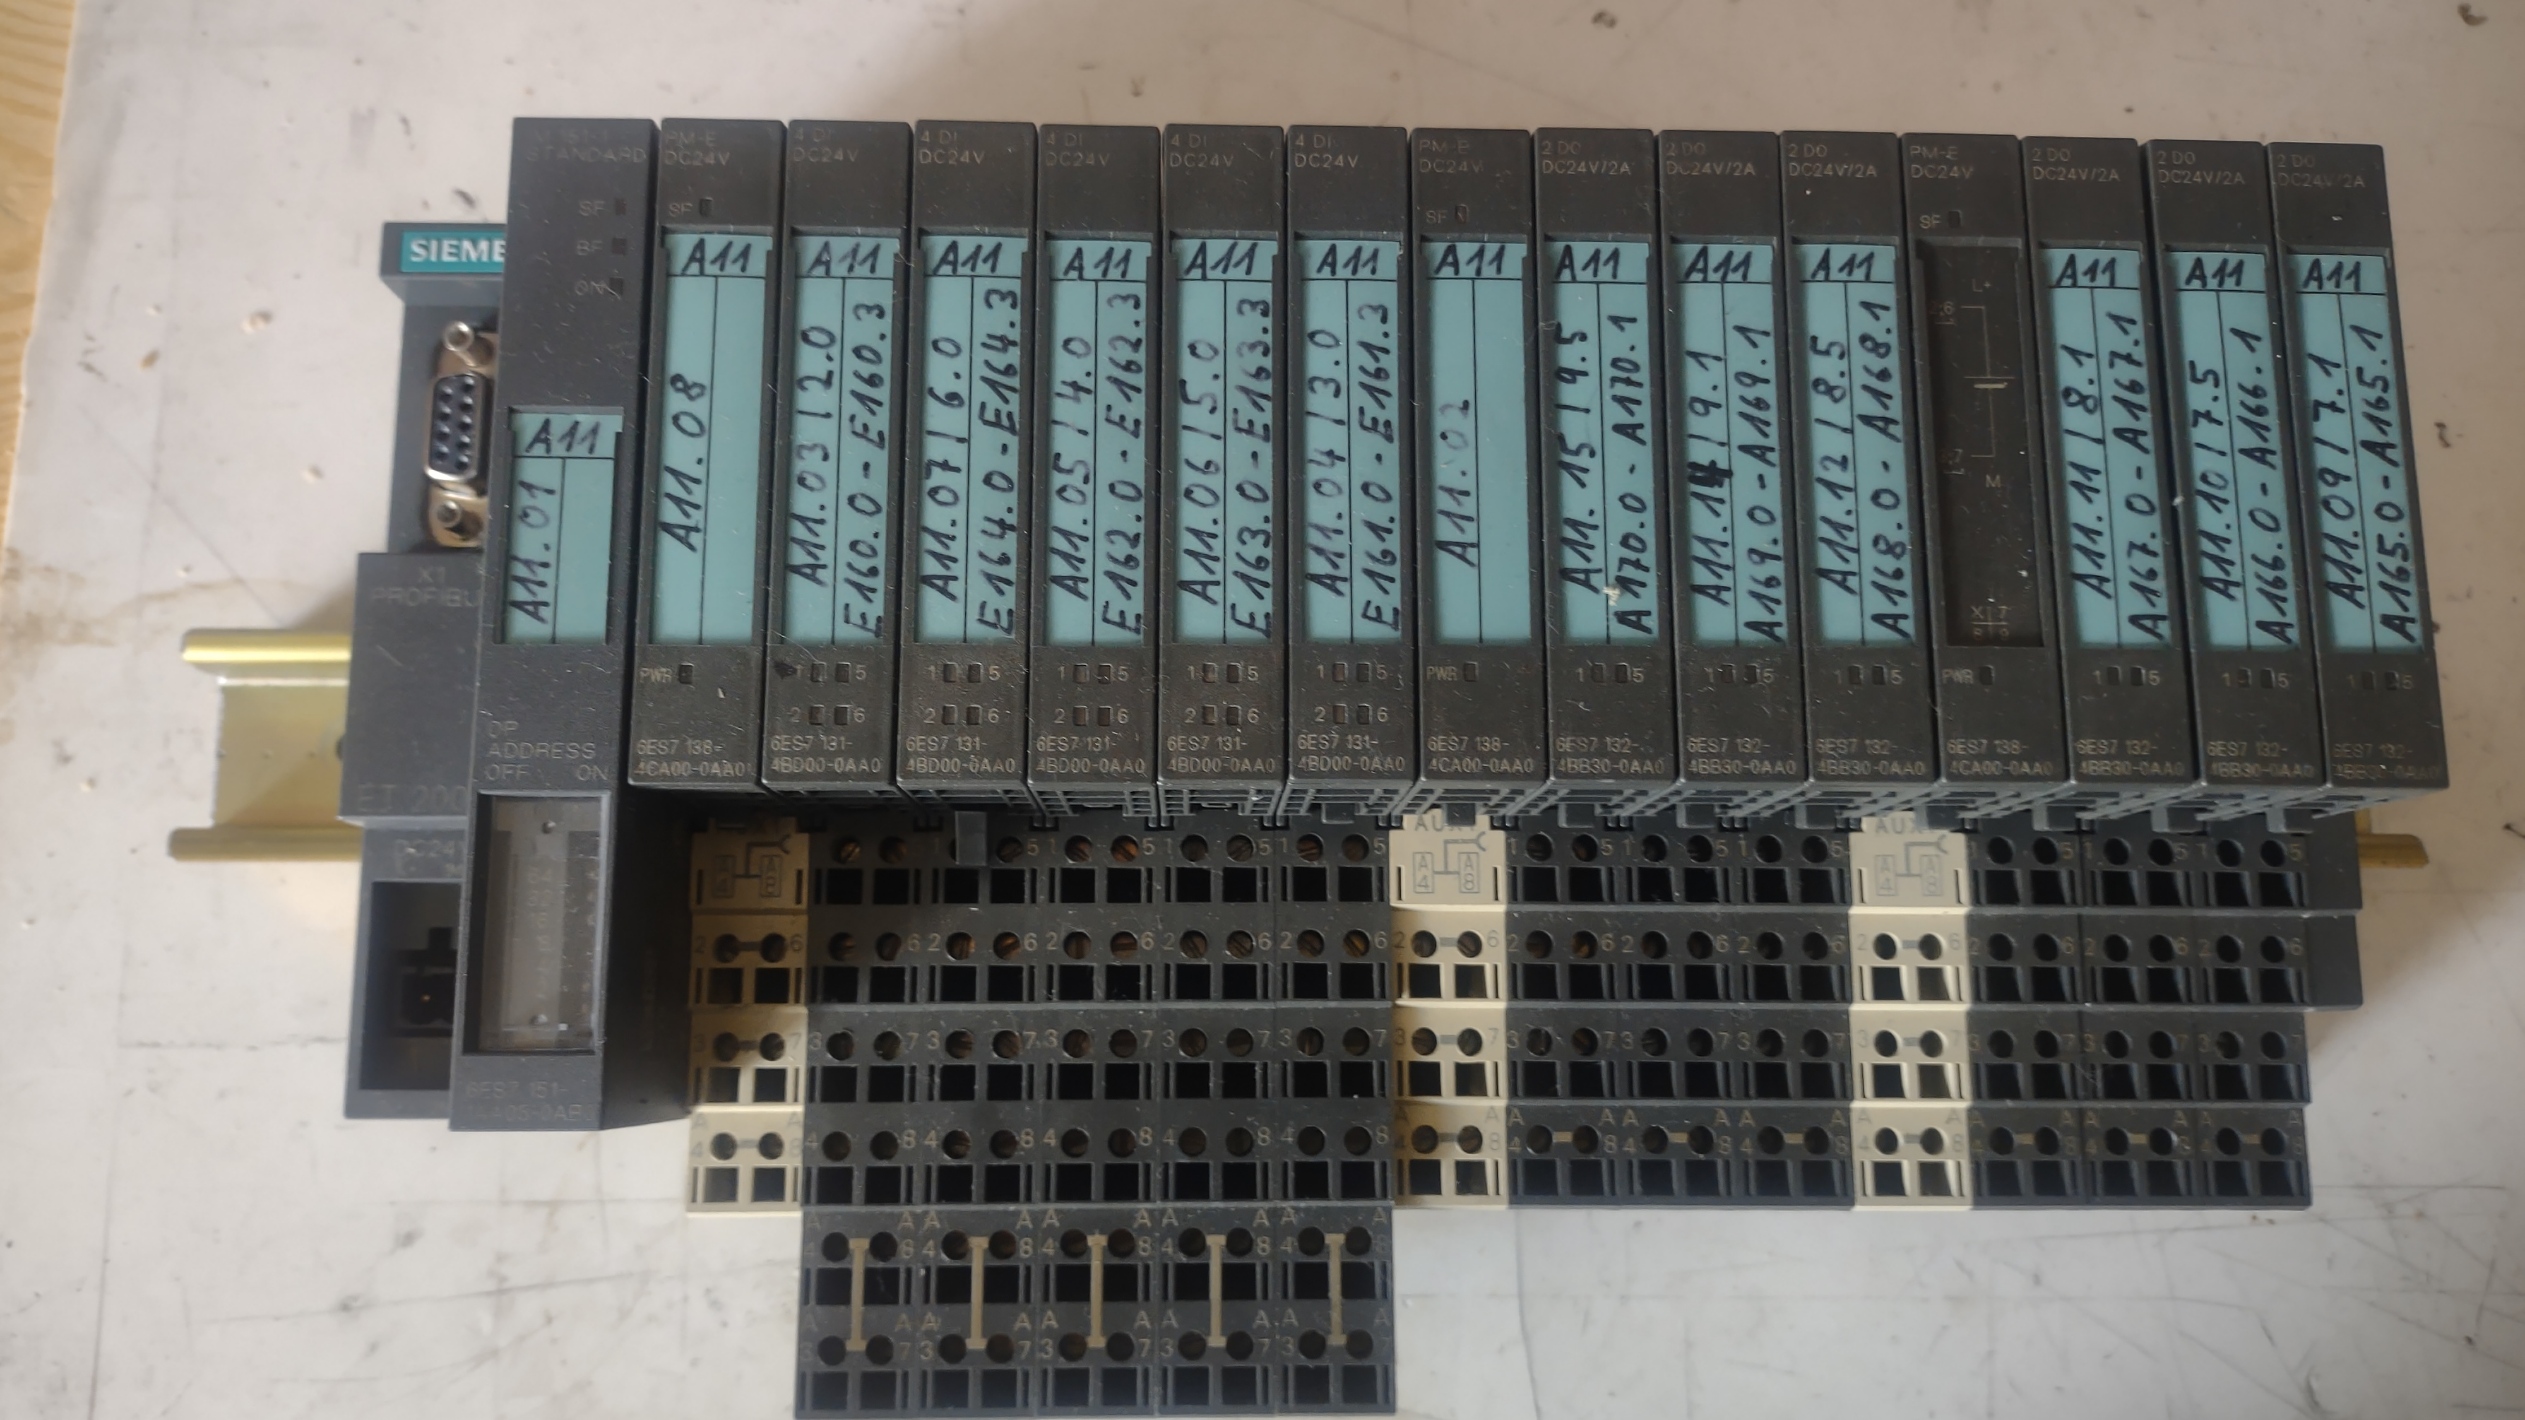 SIEME
X1
PROFIBU
ET 200
DC24V
STANDARD
SF
BF
ON
A11
A11.01
DP
ADDRESS
OFF ON
6ES7 151-
PM-E
DC24V
SF
A11
A11.08
PWR
6ES7 138-
4CA00-0AA0
4 DI
DC24V
A11
A11.03 / 2.0
E160.0 - E160.3
1 5
2 6
6ES7 131-
4BD00-0AA0
4 DI
DC24V
A11
A11.07 / 6.0
E164.0 - E164.3
1 5
2 6
6ES7 131-
4BD00-0AA0
4 DI
DC24V
A11
A11.05 / 4.0
E162.0 - E162.3
1 5
2 6
6ES7 131-
4BD00-0AA0
4 DI
DC24V
A11
A11.06 / 5.0
E163.0 - E163.3
1 5
2 6
6ES7 131-
4BD00-0AA0
4 DI
DC24V
A11
A11.04 / 3.0
E161.0 - E161.3
1 5
2 6
6ES7 131-
4BD00-0AA0
PM-E
DC24V
SF
A11
A11.02
PWR
6ES7 138-
4CA00-0AA0
2 DO
DC24V/2A
A11
A11.15 / 9.5
A170.0 - A170.1
1 5
6ES7 132-
4BB30-0AA0
2 DO
DC24V/2A
A11
A11.14 / 9.1
A169.0 - A169.1
1 5
6ES7 132-
4BB30-0AA0
2 DO
DC24V/2A
A11
A11.12 / 8.5
A168.0 - A168.1
1 5
6ES7 132-
4BB30-0AA0
PM-E
DC24V
SF
L+
2;6
M
X 7
8 9
PWR
6ES7 138-
4CA00-0AA0
2 DO
DC24V/2A
A11
A11.11 / 8.1
A167.0 - A167.1
1 5
6ES7 132-
4BB30-0AA0
2 DO
DC24V/2A
A11
A11.10 / 7.5
A166.0 - A166.1
1 5
6ES7 132-
4BB30-0AA0
2 DO
DC24V/2A
A11
A11.09 / 7.1
A165.0 - A165.1
1 5
6ES7 132-
4BB30-0AA0